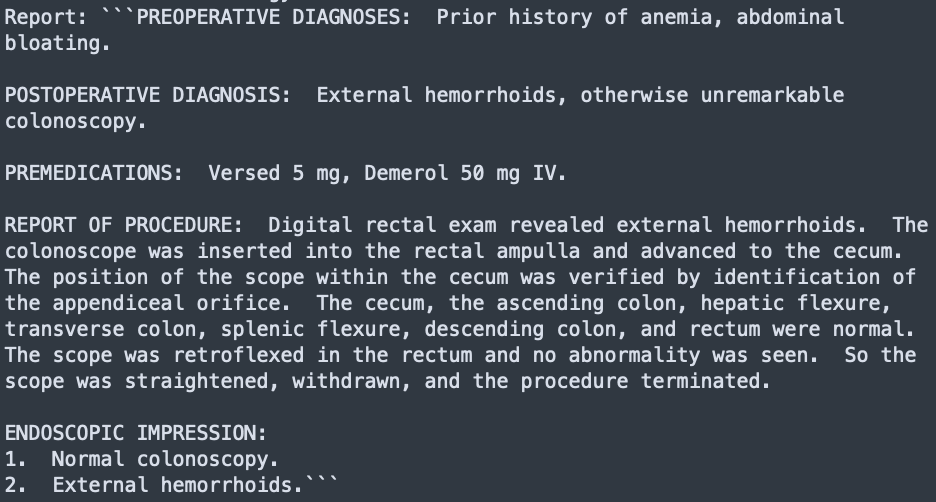 Report: ```PREOPERATIVE DIAGNOSES:  Prior history of anemia, abdominal
bloating.
POSTOPERATIVE DIAGNOSIS:  External hemorrhoids, otherwise unremarkable
colonoscopy.
PREMEDICATIONS:  Versed 5 mg, Demerol 50 mg IV.
REPORT OF PROCEDURE:  Digital rectal exam revealed external hemorrhoids.  The
colonoscope was inserted into the rectal ampulla and advanced to the cecum.
The position of the scope within the cecum was verified by identification of
the appendiceal orifice.  The cecum, the ascending colon, hepatic flexure,
transverse colon, splenic flexure, descending colon, and rectum were normal.
The scope was retroflexed in the rectum and no abnormality was seen.  So the
scope was straightened, withdrawn, and the procedure terminated.
ENDOSCOPIC IMPRESSION:
1.  Normal colonoscopy.
2.  External hemorrhoids.```